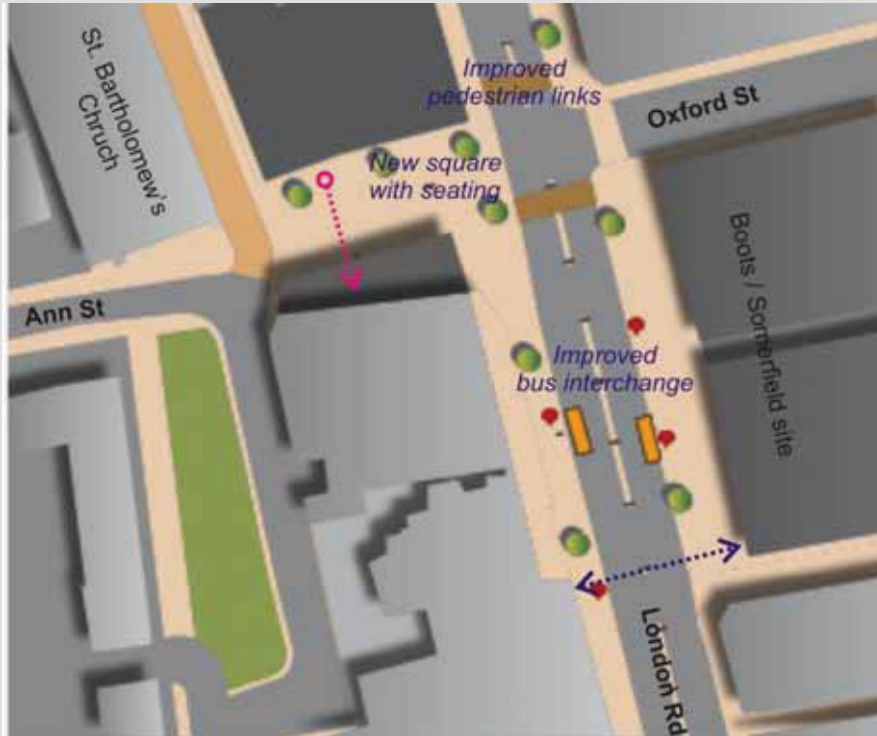 St. Bartholomew's
Chruch
Improved
pedestrian links
Oxford St
New square
with seating
Ann St
Boots / Somerfield site
Improved
bus interchange
London Rd